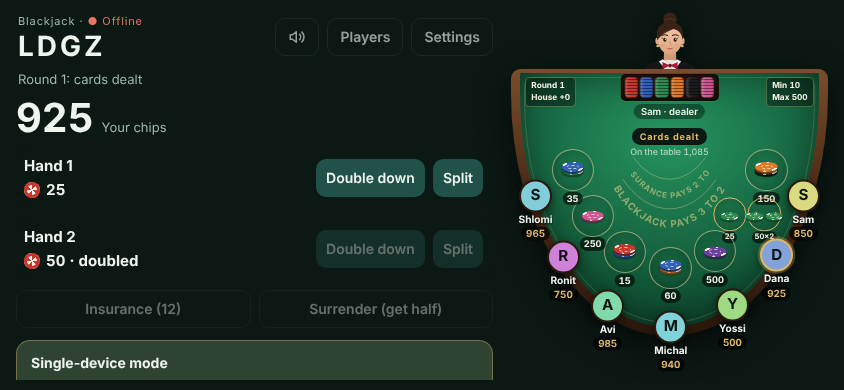 Blackjack · Offline
LDGZ
Players
Settings
Round 1: cards dealt
925 Your chips
Hand 1
25
Double down
Split
Hand 2
50 · doubled
Double down
Split
Insurance (12)
Surrender (get half)
Single-device mode
Round 1
House +0
Min 10
Max 500
Sam · dealer
Cards dealt
On the table 1,085
SURANCE PAYS 2 TO
BLACKJACK PAYS 3 TO 2
35
250
15
60
500
25
50×2
150
S
Shlomi
965
R
Ronit
750
A
Avi
985
M
Michal
940
Y
Yossi
500
D
Dana
925
S
Sam
850